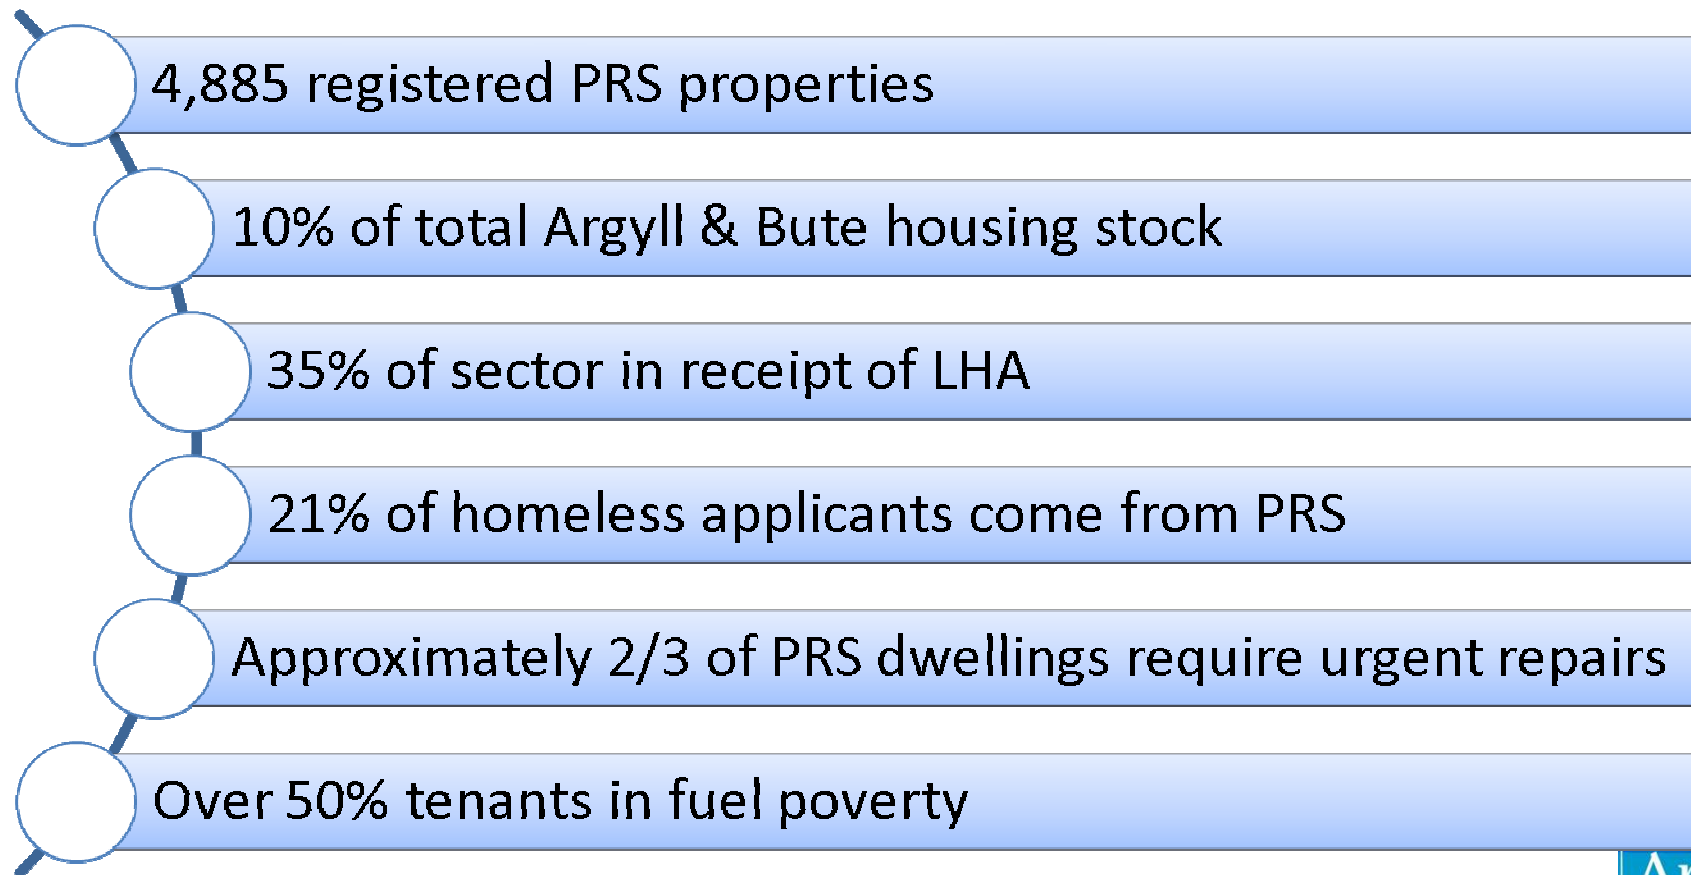 4,885 registered PRS properties
10% of total Argyll & Bute housing stock
35% of sector in receipt of LHA
21% of homeless applicants come from PRS
Approximately 2/3 of PRS dwellings require urgent repairs
Over 50% tenants in fuel poverty